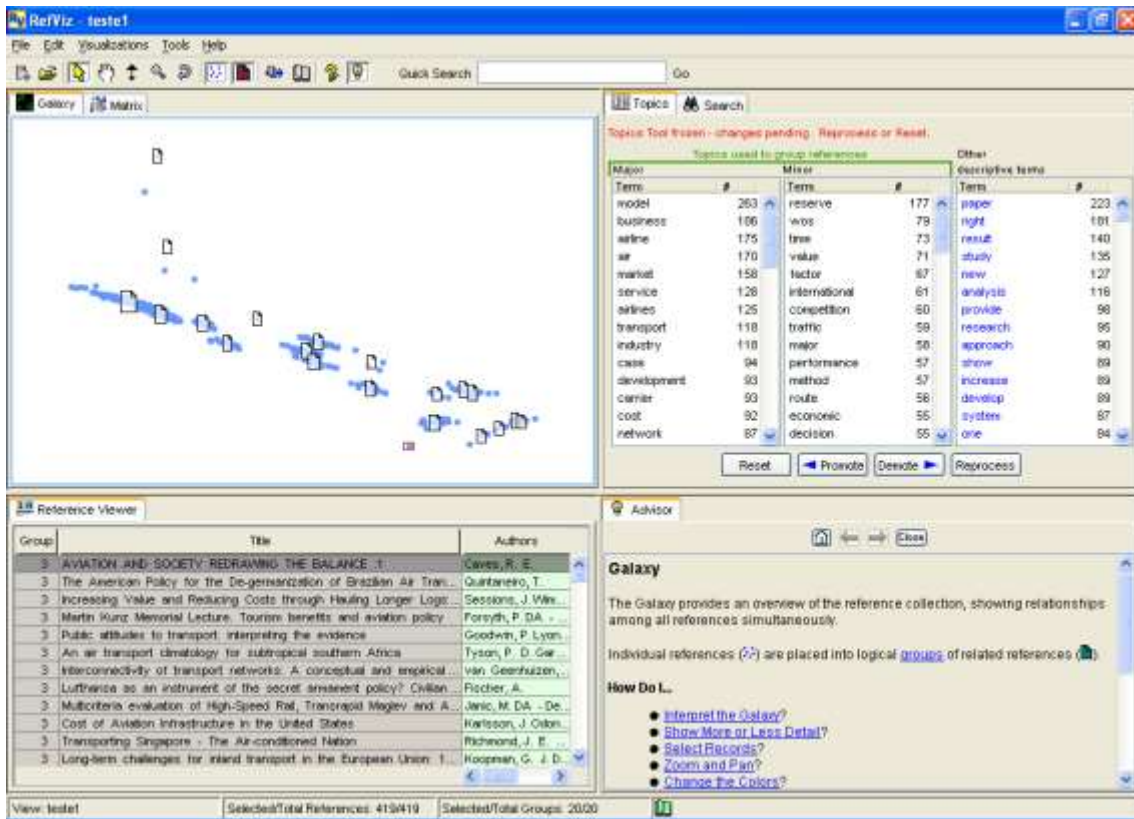 RefViz - teste1
File Edit Visualizations Tools Help
Quick Search Go
Galaxy Matrix
Topics Search
Topics Tool frozen - changes pending. Reprocess or Reset.
Topics used to group references
Other
Major Minor descriptive terms
Term # Term # Term #
model 263 reserve 177 paper 223
business 186 wos 79 right 181
airline 175 time 73 result 140
air 170 value 71 study 135
market 158 factor 67 new 127
service 128 international 61 analysis 116
airlines 125 competition 60 provide 98
transport 118 traffic 59 research 95
industry 118 major 58 approach 90
case 94 performance 57 show 89
development 93 method 57 increase 89
carrier 93 route 56 develop 89
cost 92 economic 55 system 87
network 87 decision 55 one 84
Reset Promote Demote Reprocess
Reference Viewer
Group Title Authors
3 AVIATION AND SOCIETY REDRAWING THE BALANCE .1 Caves, R. E.
3 The American Policy for the De-germanization of Brazilian Air Tran... Quintaneiro, T.
3 Increasing Value and Reducing Costs through Hauling Longer Logs... Sessions, J. Wim...
3 Martin Kunz Memorial Lecture. Tourism benefits and aviation policy Forsyth, P. DA - ...
3 Public attitudes to transport: interpreting the evidence Goodwin, P. Lyon...
3 An air transport climatology for subtropical southern Africa Tyson, P. D. Gar...
3 Interconnectivity of transport networks: A conceptual and empirical... van Geenhuizen,...
3 Lufthansa as an instrument of the secret armament policy? Civilian... Fischer, A.
3 Multicriteria evaluation of High-Speed Rail, Transrapid Maglev and A... Janic, M. DA - De...
3 Cost of Aviation Infrastructure in the United States Karlsson, J. Odon...
3 Transporting Singapore - The Air-conditioned Nation Richmond, J. E. ...
3 Long-term challenges for inland transport in the European Union: 1... Koopman, G. J. D...
Advisor
Close
Galaxy
The Galaxy provides an overview of the reference collection, showing relationships
among all references simultaneously.
Individual references ( ) are placed into logical groups of related references ( )
How Do I...
Interpret the Galaxy?
Show More or Less Detail?
Select Records?
Zoom and Pan?
Change the Colors?
View: teste1 Selected/Total References: 419/419 Selected/Total Groups: 20/20